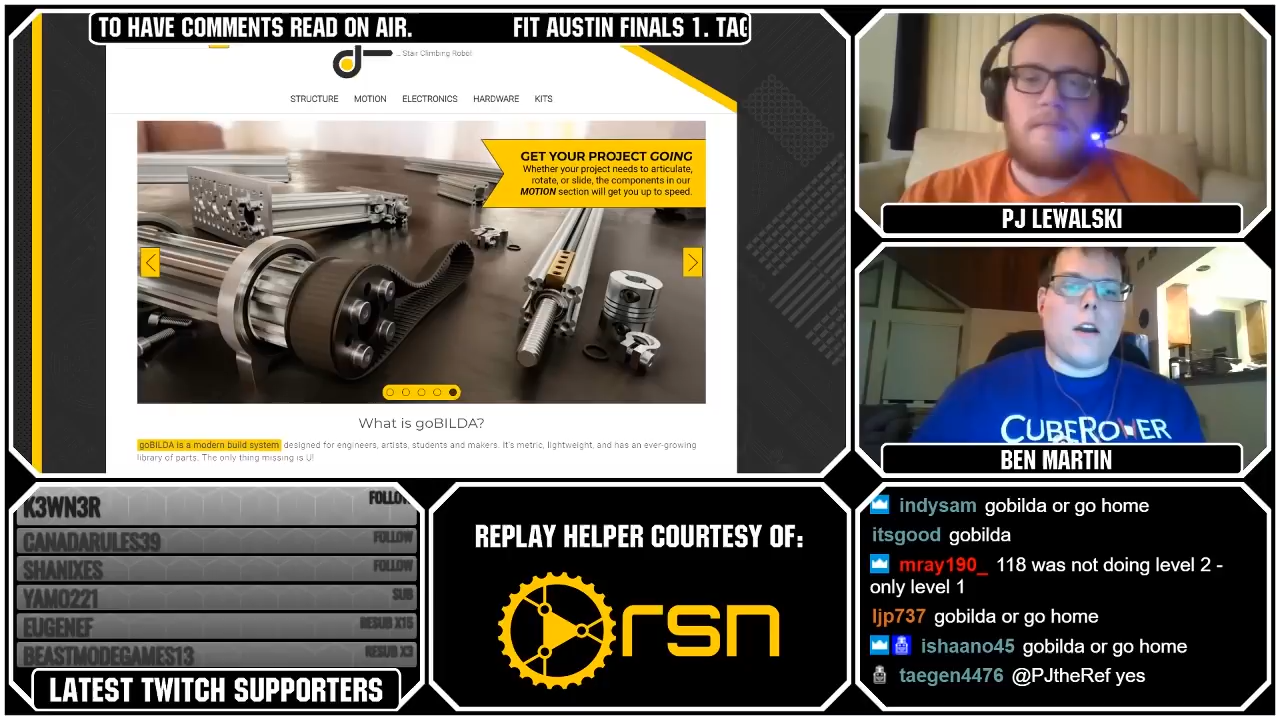 TO HAVE COMMENTS READ ON AIR. FIT AUSTIN FINALS 1. TAG
... Stair Climbing Robot:
STRUCTURE MOTION ELECTRONICS HARDWARE KITS
GET YOUR PROJECT GOING
Whether your project needs to articulate,
rotate, or slide, the components in our
MOTION section will get you up to speed.
What is goBILDA?
goBILDA is a modern build system designed for engineers, artists, students and makers. It's metric, lightweight, and has an ever-growing
library of parts. The only thing missing is U!
PJ LEWALSKI
CUBEROWER
BEN MARTIN
K3WN3R FOLLOW
CANADARULES39 FOLLOW
SHANIXES FOLLOW
YAMO221 SUB
EUGENEF RESUB X15
BEASTMODEGAMES13 RESUB X3
LATEST TWITCH SUPPORTERS
REPLAY HELPER COURTESY OF:
rsn
indysam gobilda or go home
itsgood gobilda
mray190_ 118 was not doing level 2 -
only level 1
ljp737 gobilda or go home
ishaano45 gobilda or go home
taegen4476 @PJtheRef yes